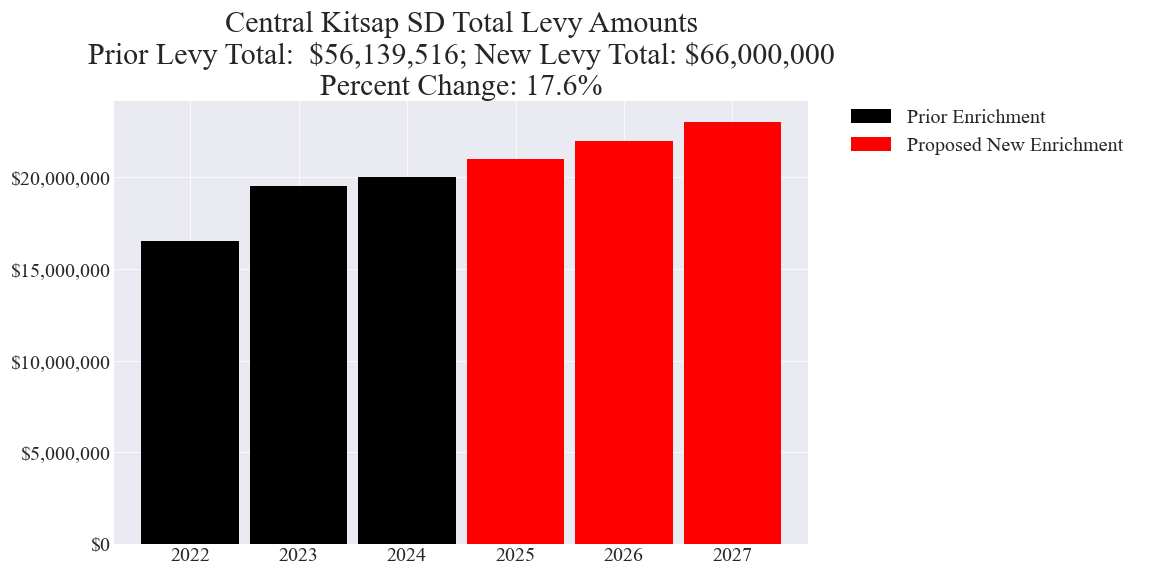 Central Kitsap SD Total Levy Amounts
Prior Levy Total:  $56,139,516; New Levy Total: $66,000,000
Percent Change: 17.6%
Prior Enrichment
Proposed New Enrichment
$20,000,000
$15,000,000
$10,000,000
$5,000,000
$0
2022 2023 2024 2025 2026 2027